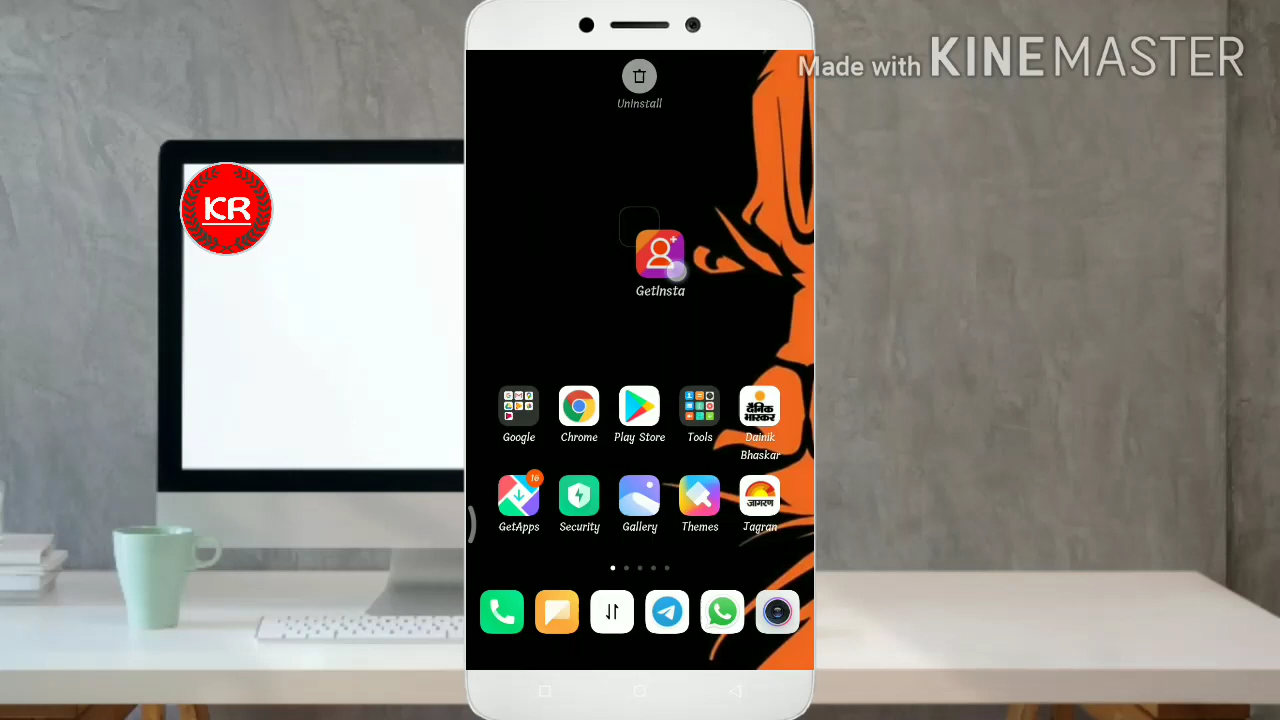 Made with KINEMASTER
Uninstall
KR
GetInsta
दैनिक
भास्कर
Google
Chrome
Play Store
Tools
Dainik
Bhaskar
16
जागरण
GetApps
Security
Gallery
Themes
Jagran